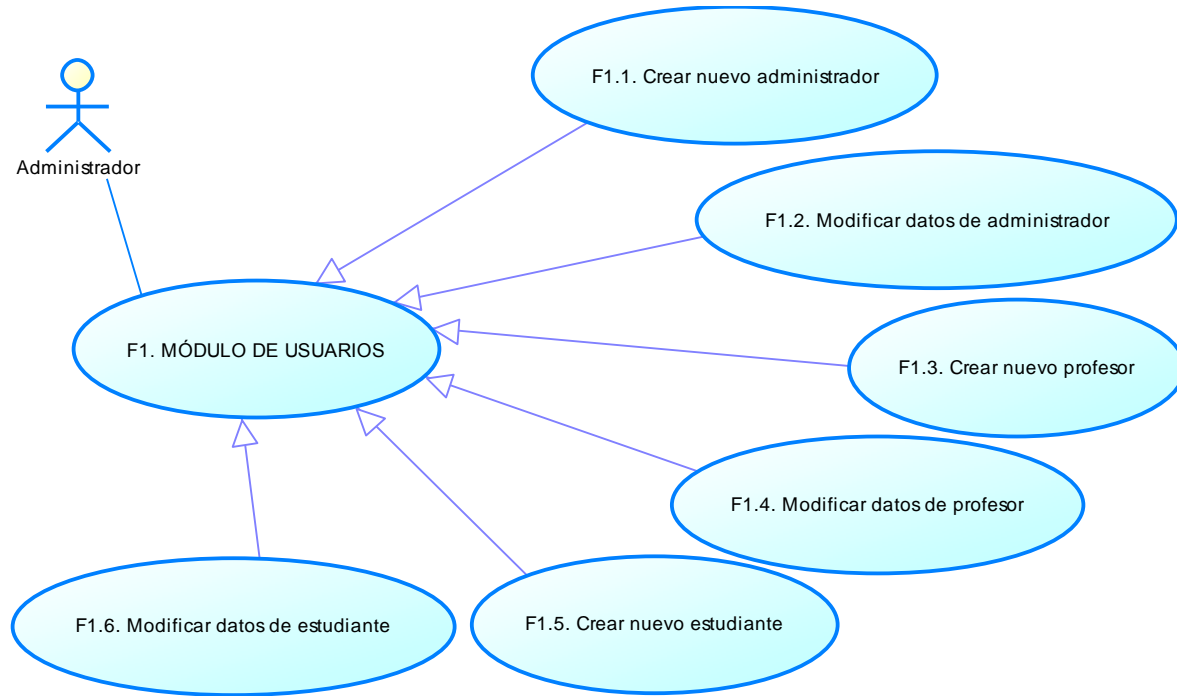 F1.1. Crear nuevo administrador
Administrador
F1.2. Modificar datos de administrador
F1. MÓDULO DE USUARIOS
F1.3. Crear nuevo profesor
F1.4. Modificar datos de profesor
F1.6. Modificar datos de estudiante
F1.5. Crear nuevo estudiante